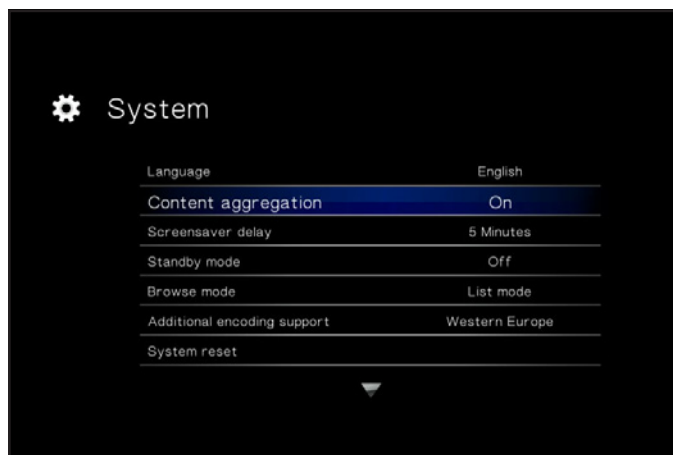 System
Language English
Content aggregation On
Screensaver delay 5 Minutes
Standby mode Off
Browse mode List mode
Additional encoding support Western Europe
System reset